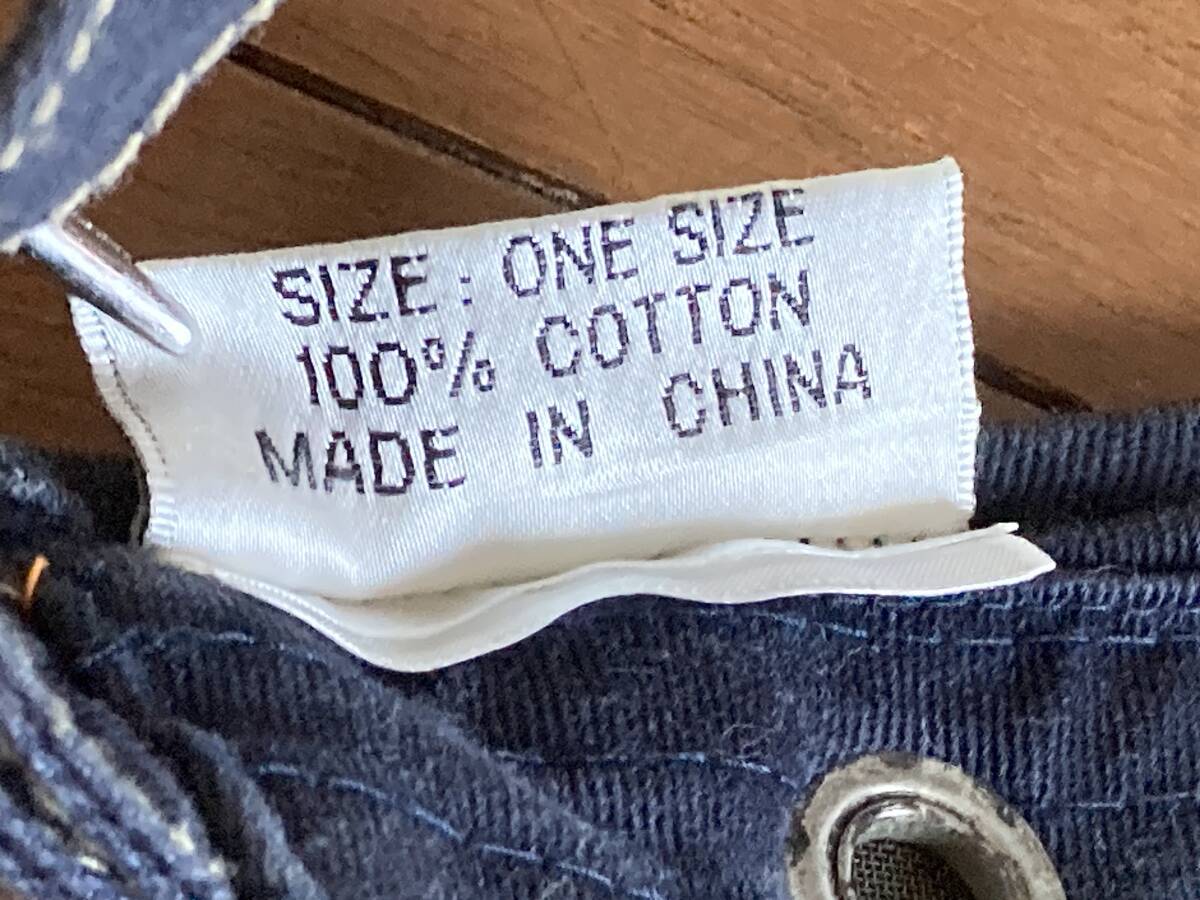 SIZE : ONE SIZE
100% COTTON
MADE IN CHINA